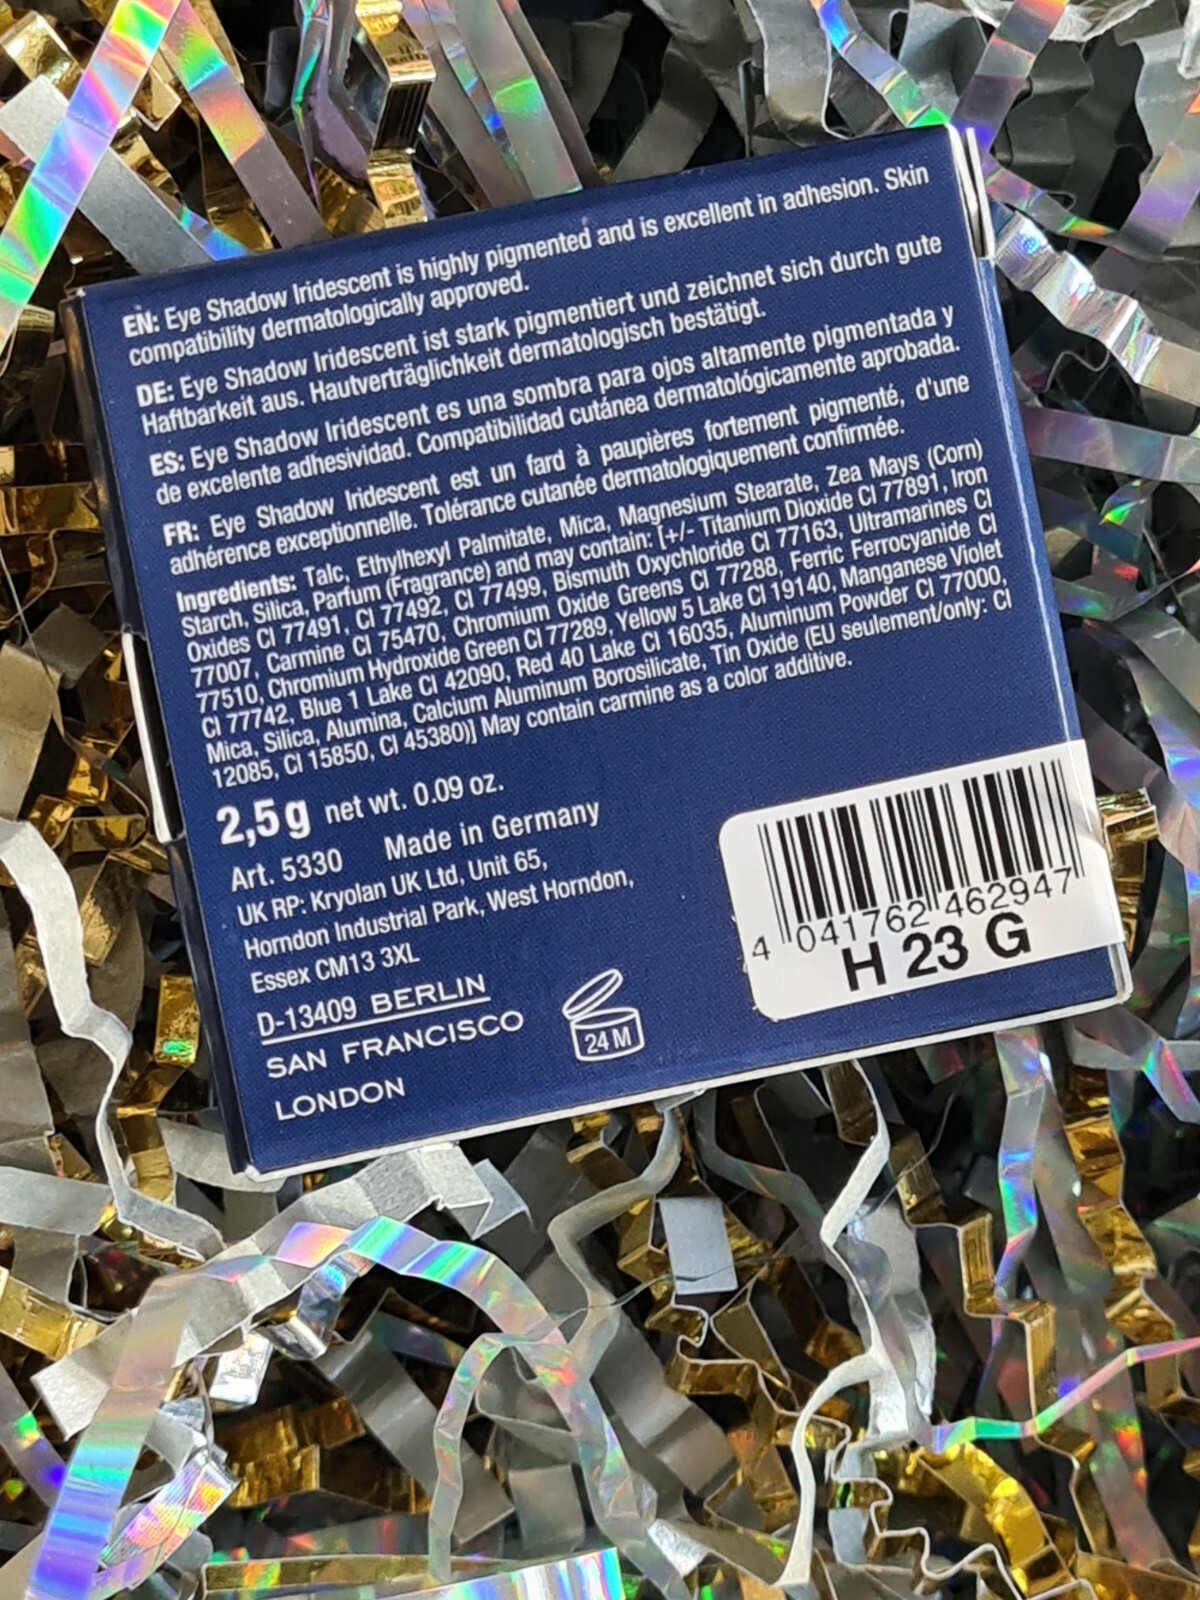 EN: Eye Shadow Iridescent is highly pigmented and is excellent in adhesion. Skin
compatibility dermatologically approved.
DE: Eye Shadow Iridescent ist stark pigmentiert und zeichnet sich durch gute
Haftbarkeit aus. Hautverträglichkeit dermatologisch bestätigt.
ES: Eye Shadow Iridescent es una sombra para ojos altamente pigmentada y
de excelente adhesividad. Compatibilidad cutánea dermatológicamente aprobada.
FR: Eye Shadow Iridescent est un fard à paupières fortement pigmenté, d'une
adhérence exceptionnelle. Tolérance cutanée dermatologiquement confirmée.
Ingredients: Talc, Ethylhexyl Palmitate, Mica, Magnesium Stearate, Zea Mays (Corn)
Starch, Silica, Parfum (Fragrance) and may contain: [+/- Titanium Dioxide CI 77891, Iron
Oxides CI 77491, CI 77492, CI 77499, Bismuth Oxychloride CI 77163, Ultramarines CI
77007, Carmine CI 75470, Chromium Oxide Greens CI 77288, Ferric Ferrocyanide CI
77510, Chromium Hydroxide Green CI 77289, Yellow 5 Lake CI 19140, Manganese Violet
CI 77742, Blue 1 Lake CI 42090, Red 40 Lake CI 16035, Aluminum Powder CI 77000,
Mica, Silica, Alumina, Calcium Aluminum Borosilicate, Tin Oxide (EU seulement/only: CI
12085, CI 15850, CI 45380)] May contain carmine as a color additive.
2,5g net wt. 0.09 oz.
Art. 5330 Made in Germany
UK RP: Kryolan UK Ltd, Unit 65,
Horndon Industrial Park, West Horndon,
Essex CM13 3XL
D-13409 BERLIN
SAN FRANCISCO
LONDON
24 M
4 041762 462947
H 23 G